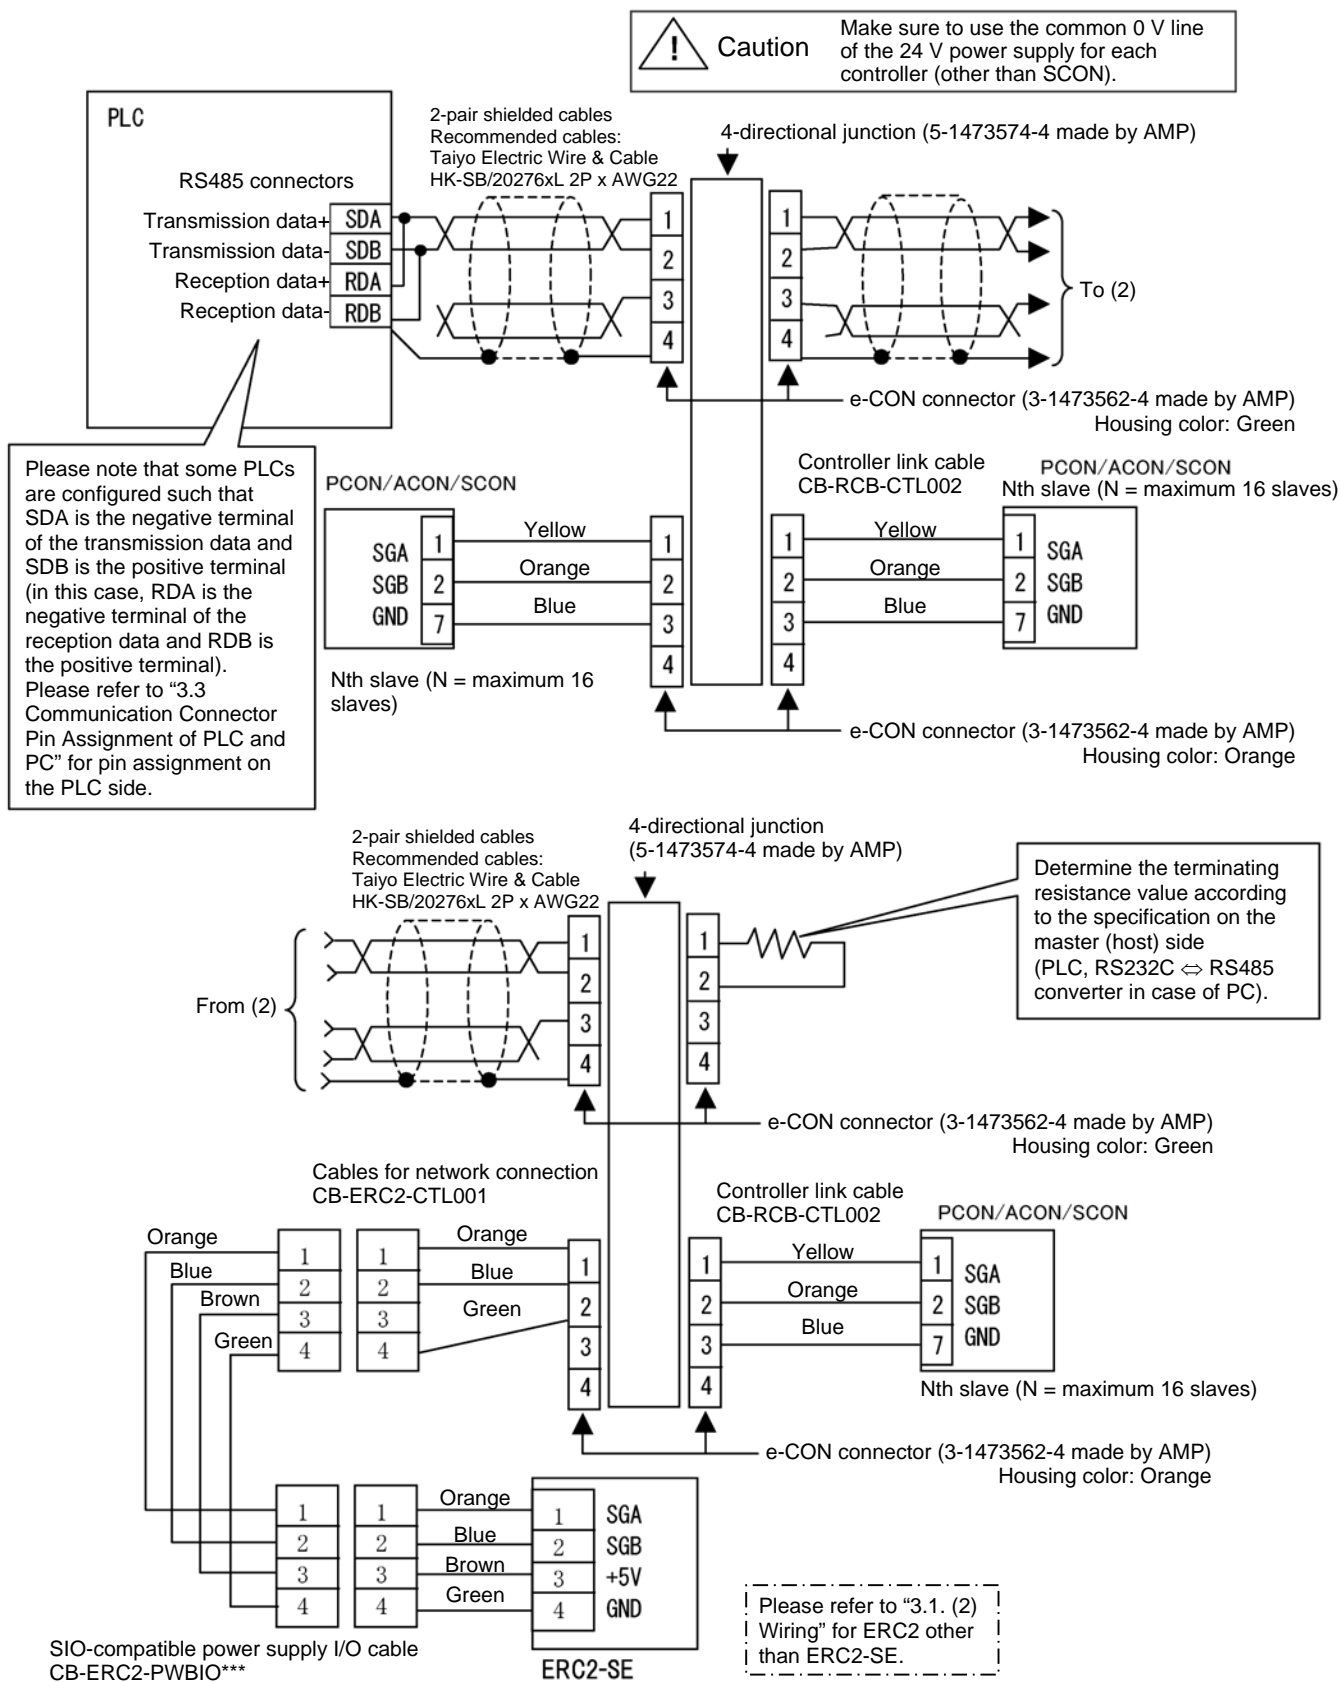 Caution
Make sure to use the common 0 V line
of the 24 V power supply for each
controller (other than SCON).
PLC
2-pair shielded cables
Recommended cables:
Taiyo Electric Wire & Cable
HK-SB/20276xL 2P x AWG22
4-directional junction (5-1473574-4 made by AMP)
RS485 connectors
Transmission data+ SDA
Transmission data- SDB
Reception data+ RDA
Reception data- RDB
1
2
3
4
1
2
3
4
To (2)
e-CON connector (3-1473562-4 made by AMP)
Housing color: Green
Please note that some PLCs
are configured such that
SDA is the negative terminal
of the transmission data and
SDB is the positive terminal
(in this case, RDA is the
negative terminal of the
reception data and RDB is
the positive terminal).
Please refer to “3.3
Communication Connector
Pin Assignment of PLC and
PC” for pin assignment on
the PLC side.
PCON/ACON/SCON
SGA 1 Yellow 1
SGB 2 Orange 2
GND 7 Blue 3
4
Nth slave (N = maximum 16
slaves)
Controller link cable
CB-RCB-CTL002
PCON/ACON/SCON
Nth slave (N = maximum 16 slaves)
1 Yellow 1 SGA
2 Orange 2 SGB
3 Blue 7 GND
4
e-CON connector (3-1473562-4 made by AMP)
Housing color: Orange
2-pair shielded cables
Recommended cables:
Taiyo Electric Wire & Cable
HK-SB/20276xL 2P x AWG22
4-directional junction
(5-1473574-4 made by AMP)
Determine the terminating
resistance value according
to the specification on the
master (host) side
(PLC, RS232C ⇔ RS485
converter in case of PC).
From (2)
1
2
3
4
1
2
3
4
e-CON connector (3-1473562-4 made by AMP)
Housing color: Green
Cables for network connection
CB-ERC2-CTL001
Controller link cable
CB-RCB-CTL002
PCON/ACON/SCON
Orange 1 1 Orange 1
Blue 2 2 Blue 2
Brown 3 3 Green 3
Green 4 4 4
1 Yellow 1 SGA
2 Orange 2 SGB
3 Blue 7 GND
4
Nth slave (N = maximum 16 slaves)
e-CON connector (3-1473562-4 made by AMP)
Housing color: Orange
1 1 Orange 1 SGA
2 2 Blue 2 SGB
3 3 Brown 3 +5V
4 4 Green 4 GND
SIO-compatible power supply I/O cable
CB-ERC2-PWBIO***
ERC2-SE
Please refer to “3.1. (2)
Wiring” for ERC2 other
than ERC2-SE.